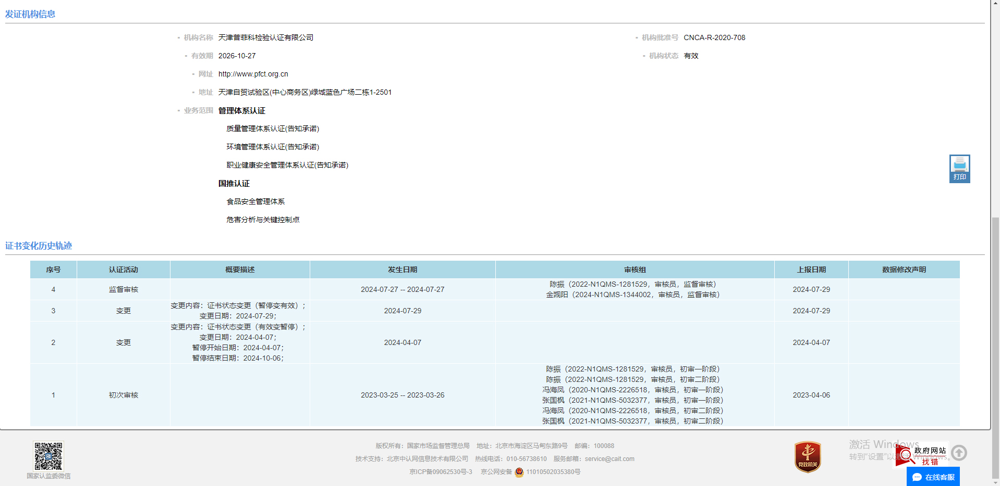 发证机构信息
机构名称 天津普菲科检验认证有限公司 机构批准号 CNCA-R-2020-708
有效期 2026-10-27 机构状态 有效
网址 http://www.pfct.org.cn
地址 天津自贸试验区(中心商务区)绿城蓝色广场二栋1-2501
业务范围 管理体系认证
质量管理体系认证(告知承诺)
环境管理体系认证(告知承诺)
职业健康安全管理体系认证(告知承诺)
打印
国推认证
食品安全管理体系
危害分析与关键控制点
证书变化历史轨迹
序号 认证活动 概要描述 发生日期 审核组 上报日期 数据修改声明
4 监督审核 2024-07-27 -- 2024-07-27 陈振（2022-N1QMS-1281529，审核员，监督审核） 2024-07-29
金觊阳（2024-N1QMS-1344002，审核员，监督审核）
3 变更 变更内容：证书状态变更（暂停变有效）； 2024-07-29 2024-07-29
变更日期：2024-07-29；
2 变更 变更内容：证书状态变更（有效变暂停）； 2024-04-07 2024-04-07
变更日期：2024-04-07；
暂停开始日期：2024-04-07；
暂停结束日期：2024-10-06；
1 初次审核 2023-03-25 -- 2023-03-26 陈振（2022-N1QMS-1281529，审核员，初审一阶段） 2023-04-06
陈振（2022-N1QMS-1281529，审核员，初审二阶段）
冯海凤（2020-N1QMS-2226518，审核员，初审一阶段）
张国枫（2021-N1QMS-5032377，审核员，初审一阶段）
冯海凤（2020-N1QMS-2226518，审核员，初审二阶段）
张国枫（2021-N1QMS-5032377，审核员，初审二阶段）
国家认监委微信
版权所有：国家市场监督管理总局 地址：北京市海淀区马甸东路9号 邮编：100088
技术支持：北京中认网信息技术有限公司 热线电话：010-56738610 服务邮箱：service@cait.com
京ICP备09062530号-3 京公网安备 11010502035380号
党政机关
激活 Windows
转到"设置"以激活 Windows。
政府网站
找错
在线客服